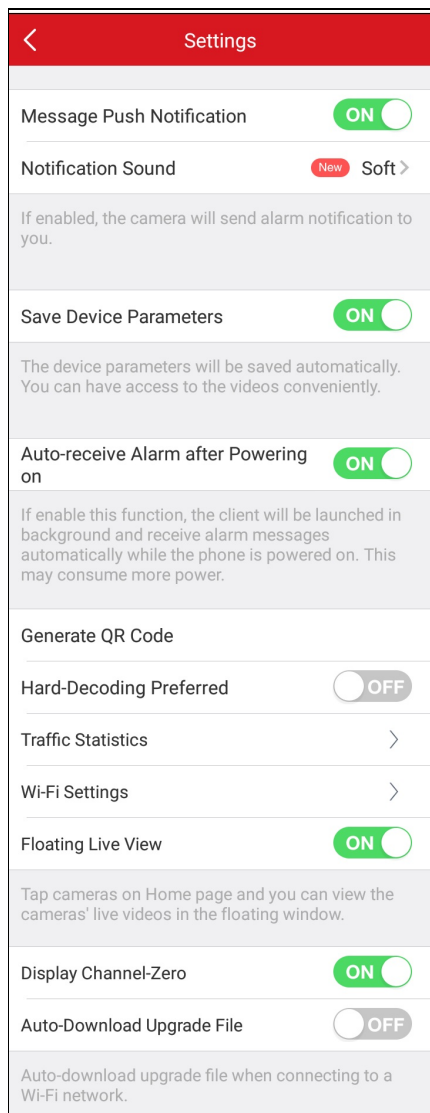 Settings
Message Push Notification ON
Notification Sound New Soft
If enabled, the camera will send alarm notification to
you.
Save Device Parameters ON
The device parameters will be saved automatically.
You can have access to the videos conveniently.
Auto-receive Alarm after Powering
on ON
If enable this function, the client will be launched in
background and receive alarm messages
automatically while the phone is powered on. This
may consume more power.
Generate QR Code
Hard-Decoding Preferred OFF
Traffic Statistics
Wi-Fi Settings
Floating Live View ON
Tap cameras on Home page and you can view the
cameras' live videos in the floating window.
Display Channel-Zero ON
Auto-Download Upgrade File OFF
Auto-download upgrade file when connecting to a
Wi-Fi network.